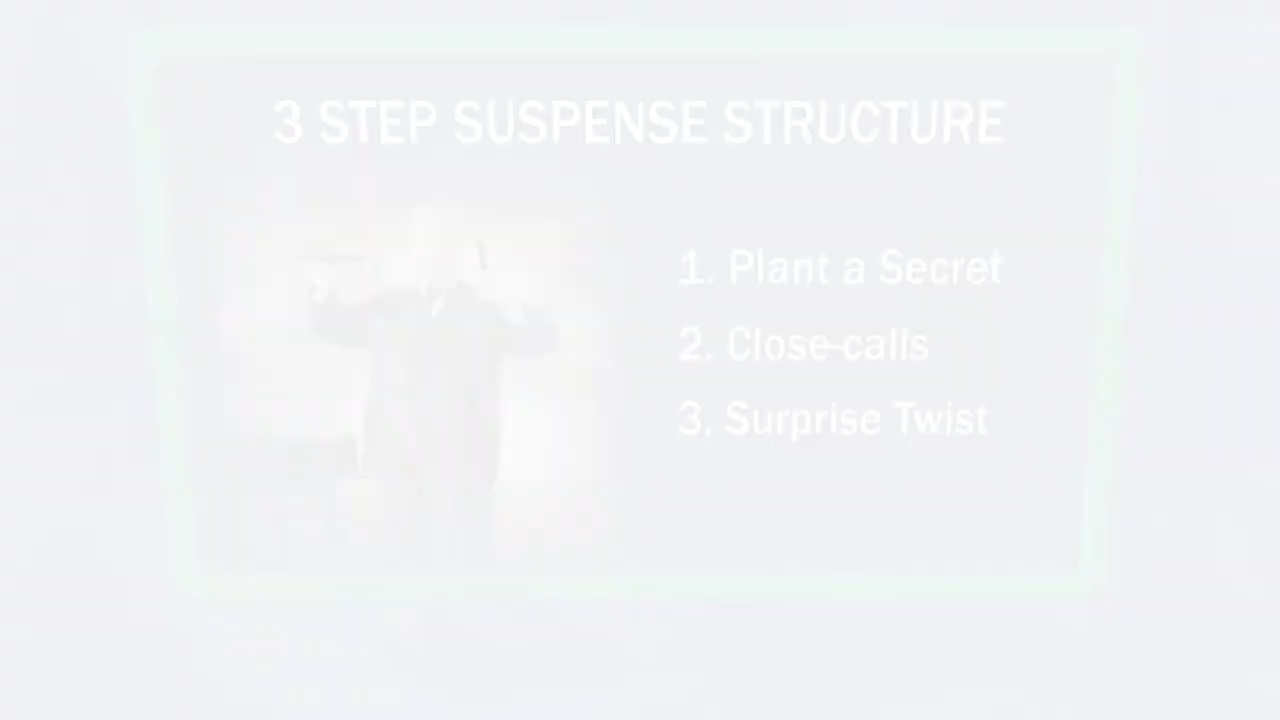 3 STEP SUSPENSE STRUCTURE
1. Plant a Secret
2. Close-calls
3. Surprise Twist